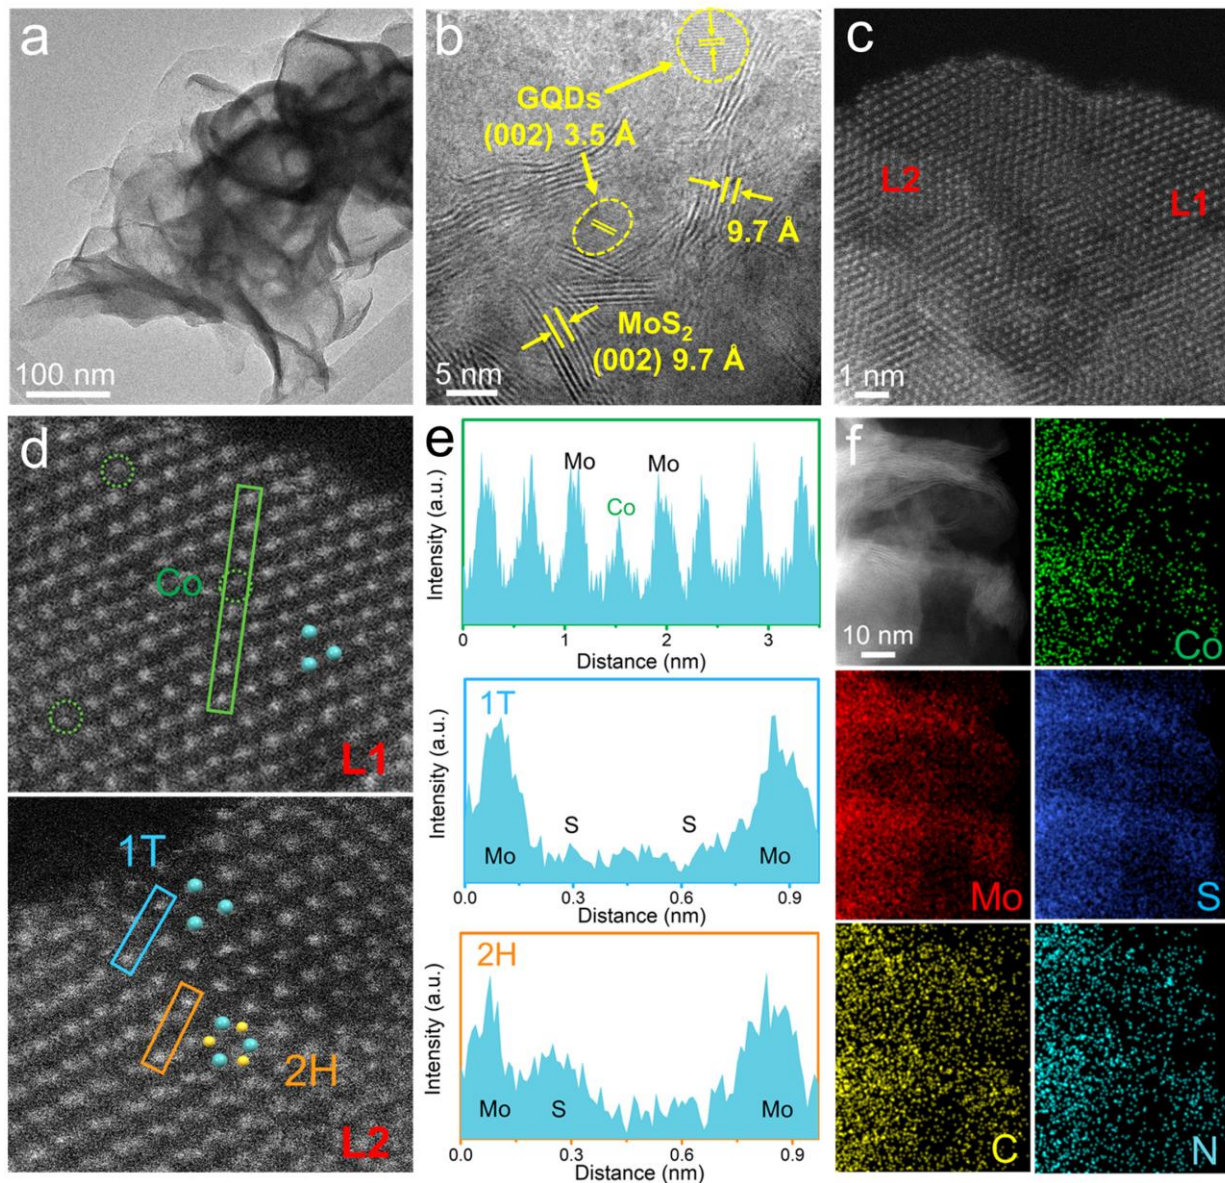 a
100 nm
b
GQDs
(002) 3.5 Å
9.7 Å
MoS₂
(002) 9.7 Å
5 nm
c
L2
L1
1 nm
d
Co
L1
1T
2H
L2
e
Intensity (a.u.)
Mo
Co
Mo
0 1 2 3
Distance (nm)
1T
Intensity (a.u.)
Mo
S
S
Mo
0.0 0.3 0.6 0.9
Distance (nm)
2H
Intensity (a.u.)
Mo
S
Mo
0.0 0.3 0.6 0.9
Distance (nm)
f
10 nm
Co
Mo
S
C
N